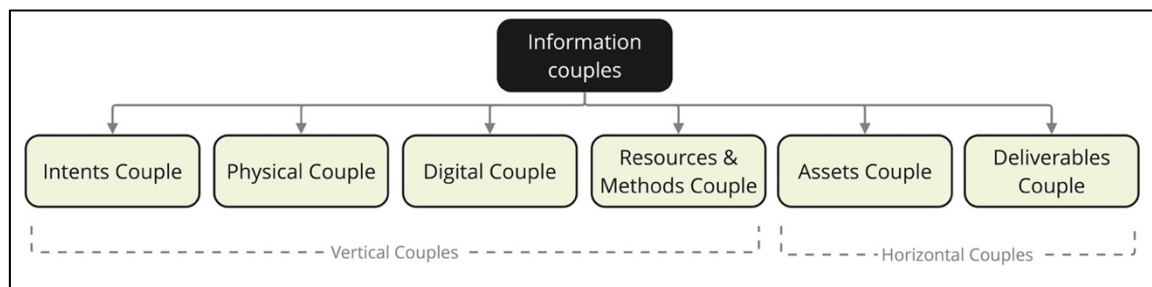 Information
couples
Intents Couple
Physical Couple
Digital Couple
Resources &
Methods Couple
Assets Couple
Deliverables
Couple
Vertical Couples
Horizontal Couples